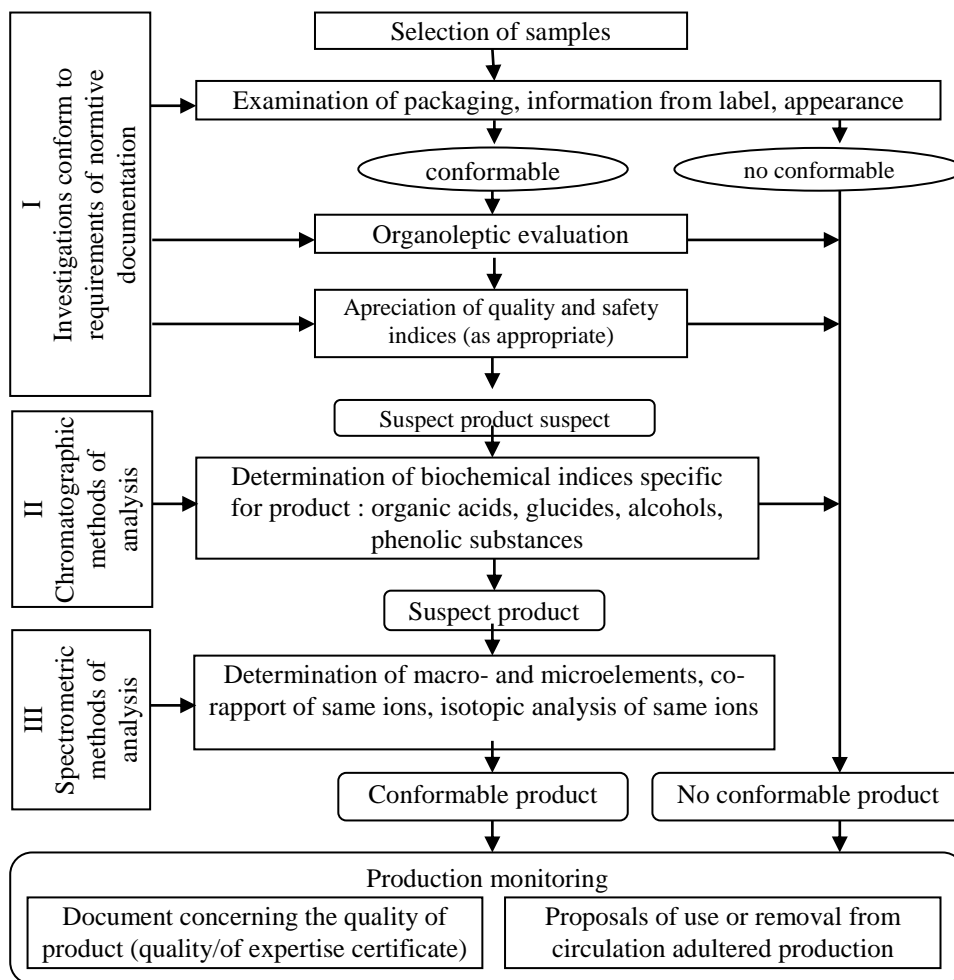 Selection of samples
I
Investigations conform to
requirements of normtive
documentation
Examination of packaging, information from label, appearance
conformable
no conformable
Organoleptic evaluation
Apreciation of quality and safety
indices (as appropriate)
Suspect product suspect
II
Chromatographic
methods of
analysis
Determination of biochemical indices specific
for product : organic acids, glucides, alcohols,
phenolic substances
Suspect product
III
Spectrometric
methods of
analysis
Determination of macro- and microelements, co-
rapport of same ions, isotopic analysis of same ions
Conformable product
No conformable product
Production monitoring
Document concerning the quality of
product (quality/of expertise certificate)
Proposals of use or removal from
circulation adultered production